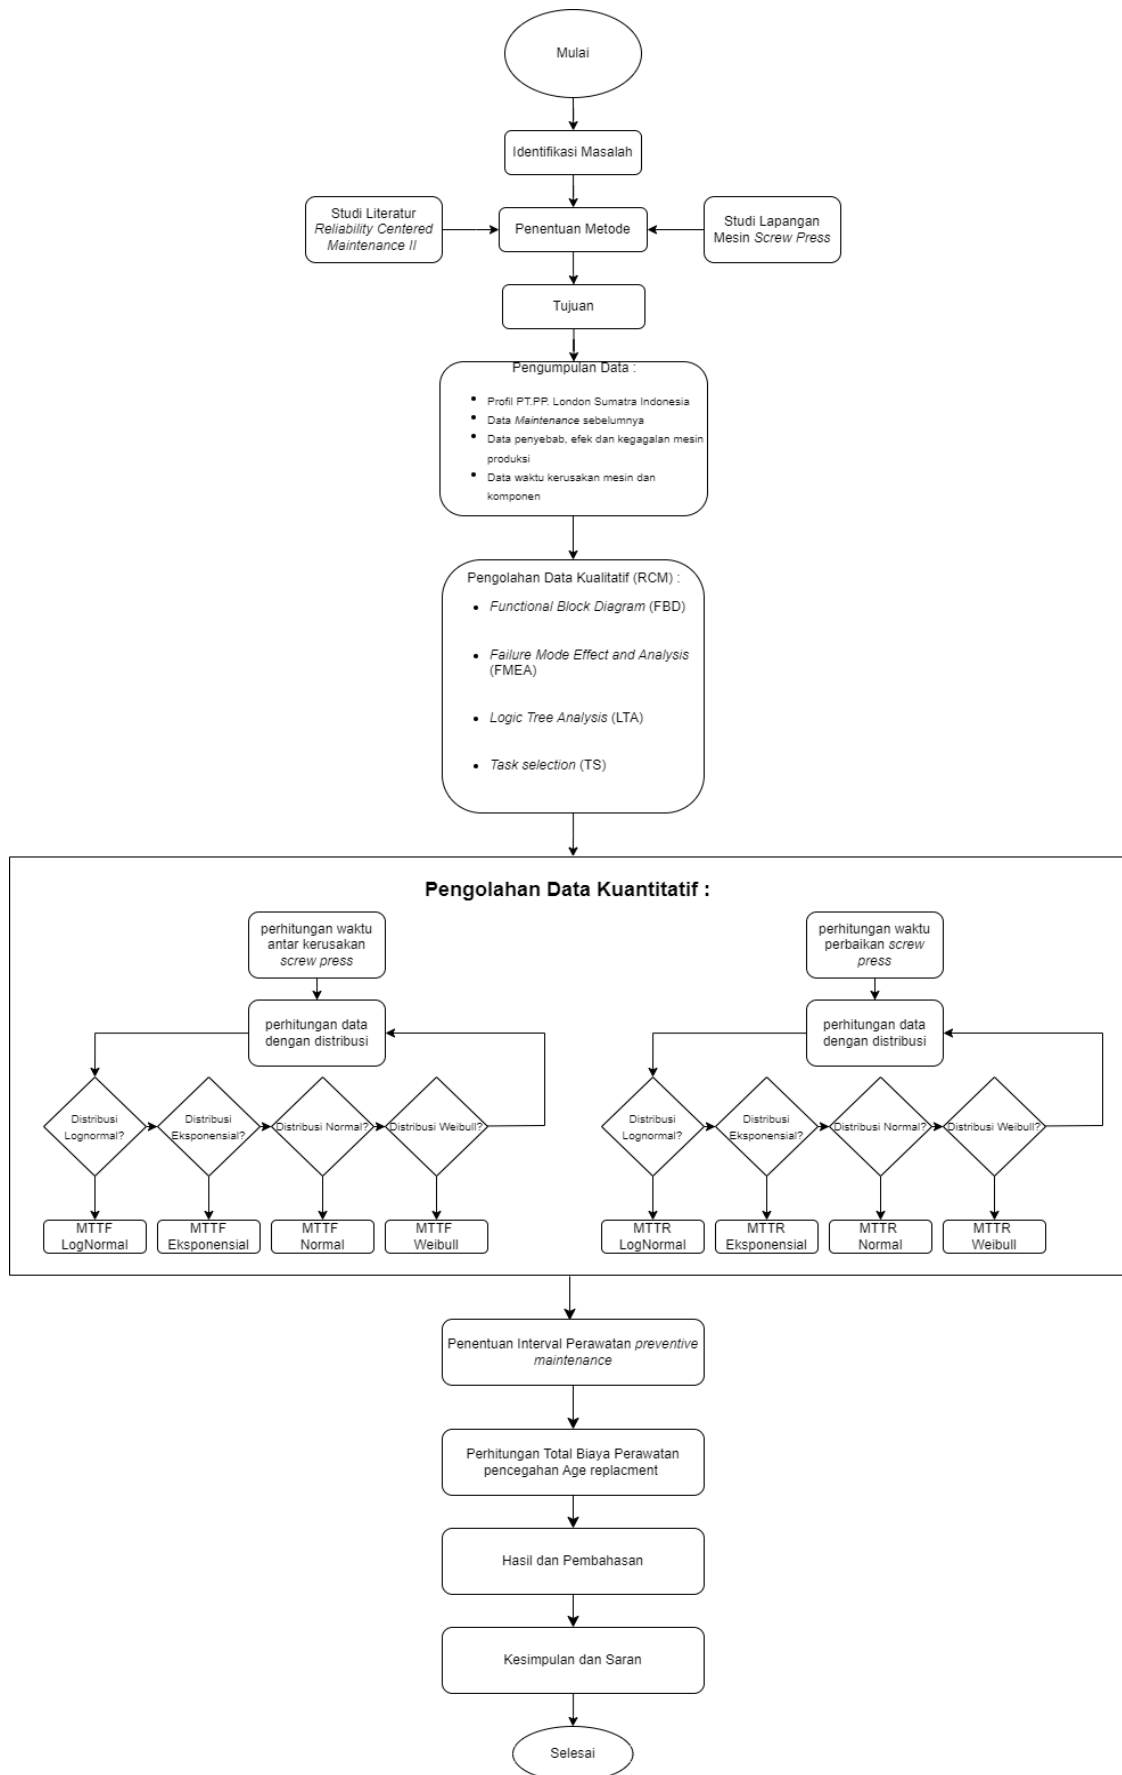 Mulai
Identifikasi Masalah
Studi Literatur
Reliability Centered
Maintenance II
Penentuan Metode
Studi Lapangan
Mesin Screw Press
Tujuan
Pengumpulan Data :
• Profil PT.PP. London Sumatra Indonesia
• Data Maintenance sebelumnya
• Data penyebab, efek dan kegagalan mesin
produksi
• Data waktu kerusakan mesin dan
komponen
Pengolahan Data Kualitatif (RCM) :
• Functional Block Diagram (FBD)
• Failure Mode Effect and Analysis
(FMEA)
• Logic Tree Analysis (LTA)
• Task selection (TS)
Pengolahan Data Kuantitatif :
perhitungan waktu
antar kerusakan
screw press
perhitungan data
dengan distribusi
Distribusi
Lognormal?
Distribusi
Eksponensial?
Distribusi Normal?
Distribusi Weibull?
MTTF
LogNormal
MTTF
Eksponensial
MTTF
Normal
MTTF
Weibull
perhitungan waktu
perbaikan screw
press
perhitungan data
dengan distribusi
Distribusi
Lognormal?
Distribusi
Eksponensial?
Distribusi Normal?
Distribusi Weibull?
MTTR
LogNormal
MTTR
Eksponensial
MTTR
Normal
MTTR
Weibull
Penentuan Interval Perawatan preventive
maintenance
Perhitungan Total Biaya Perawatan
pencegahan Age replacment
Hasil dan Pembahasan
Kesimpulan dan Saran
Selesai